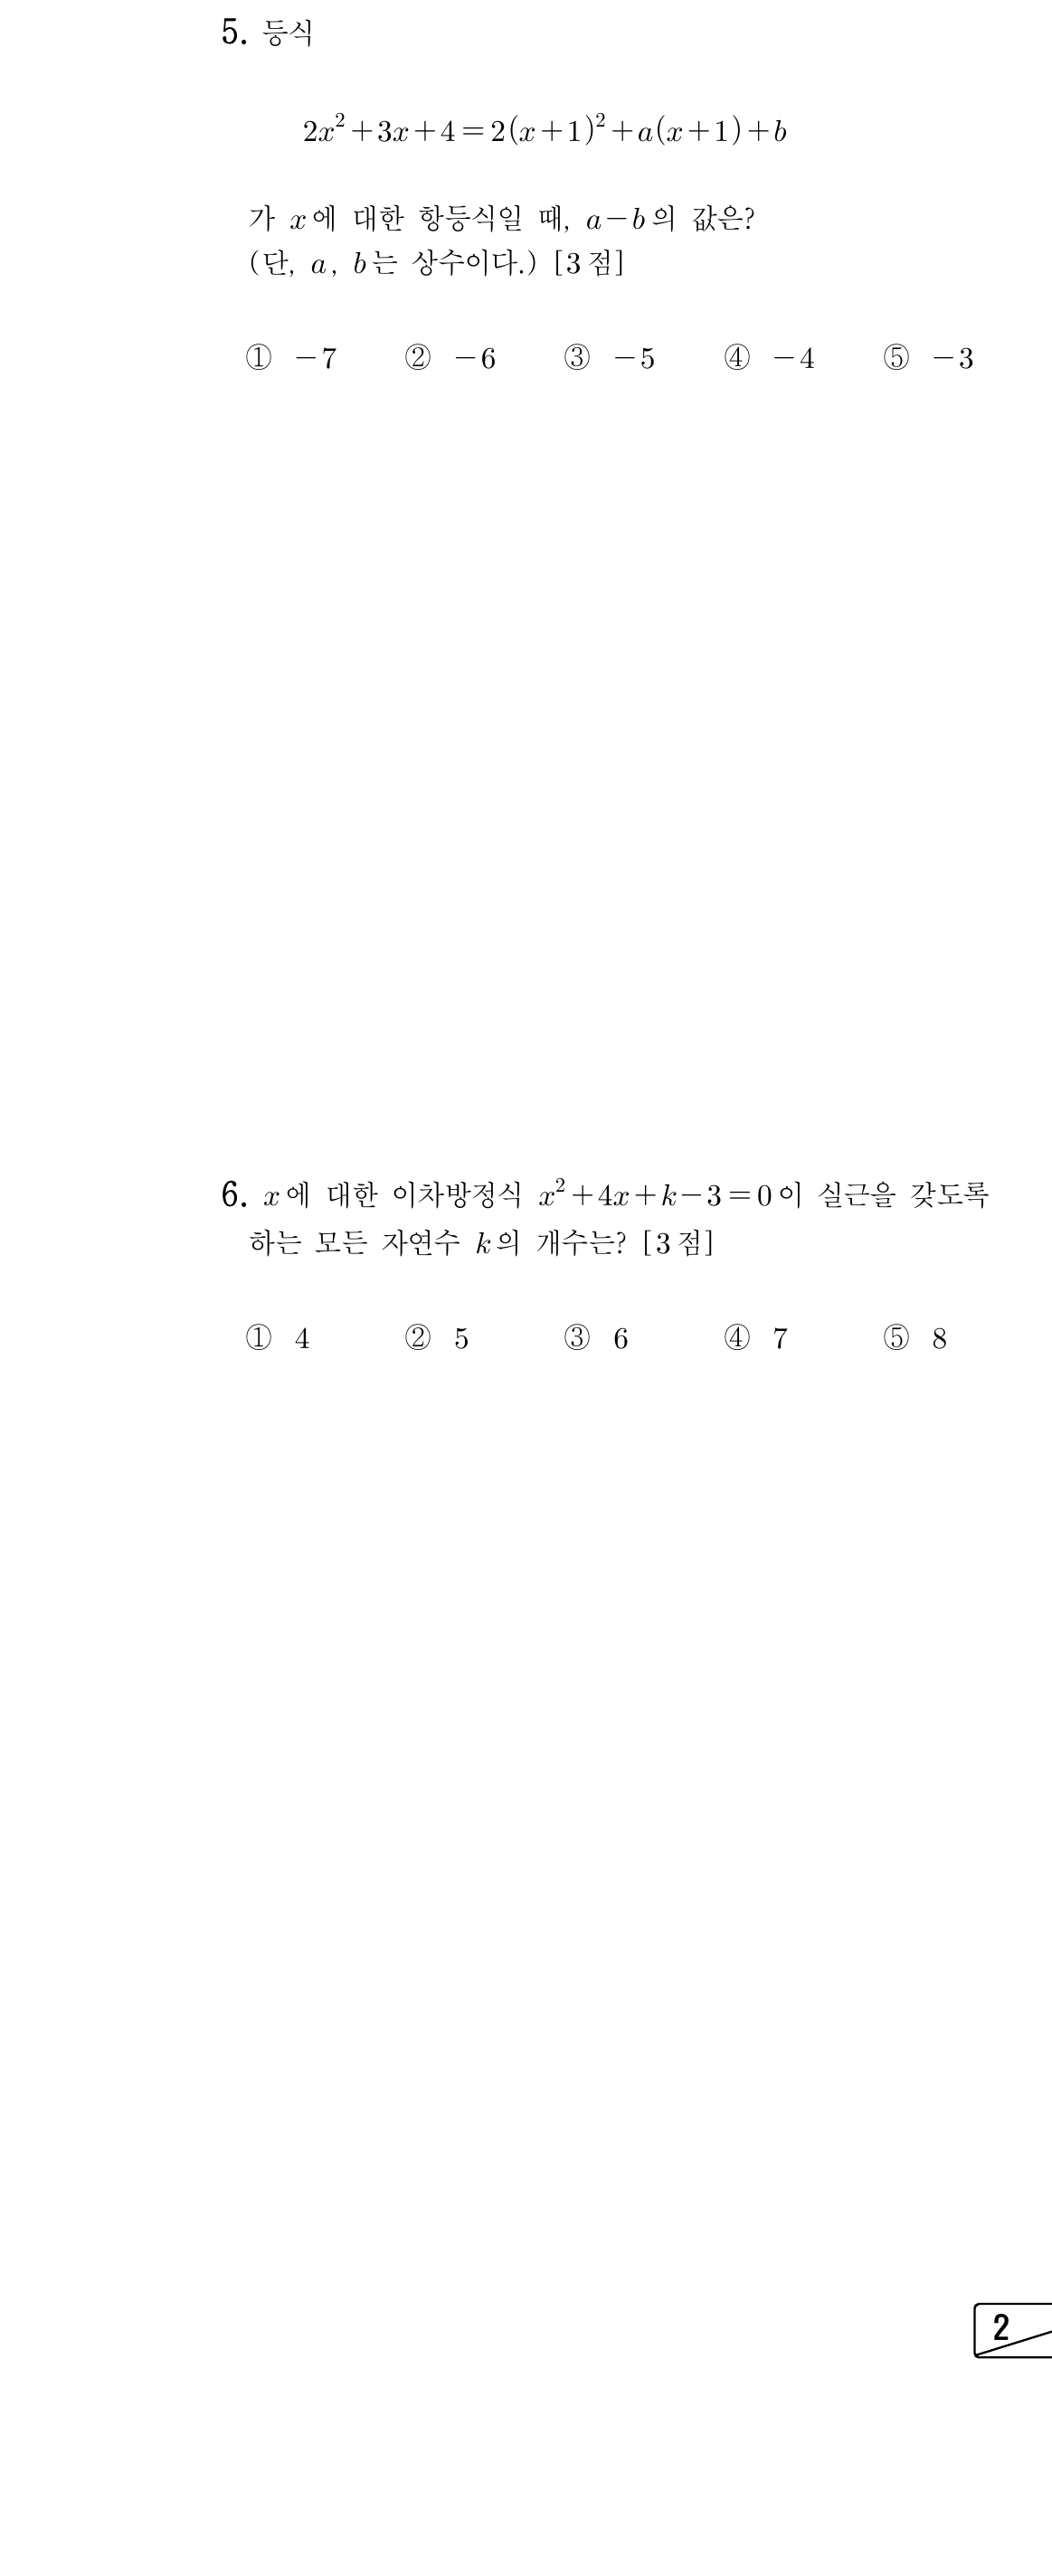 5. 등식
2x²+3x+4=2(x+1)²+a(x+1)+b
가 x에 대한 항등식일 때, a-b의 값은?
(단, a, b는 상수이다.) [3점]
① -7 ② -6 ③ -5 ④ -4 ⑤ -3
6. x에 대한 이차방정식 x²+4x+k-3=0이 실근을 갖도록
하는 모든 자연수 k의 개수는? [3점]
① 4 ② 5 ③ 6 ④ 7 ⑤ 8
2